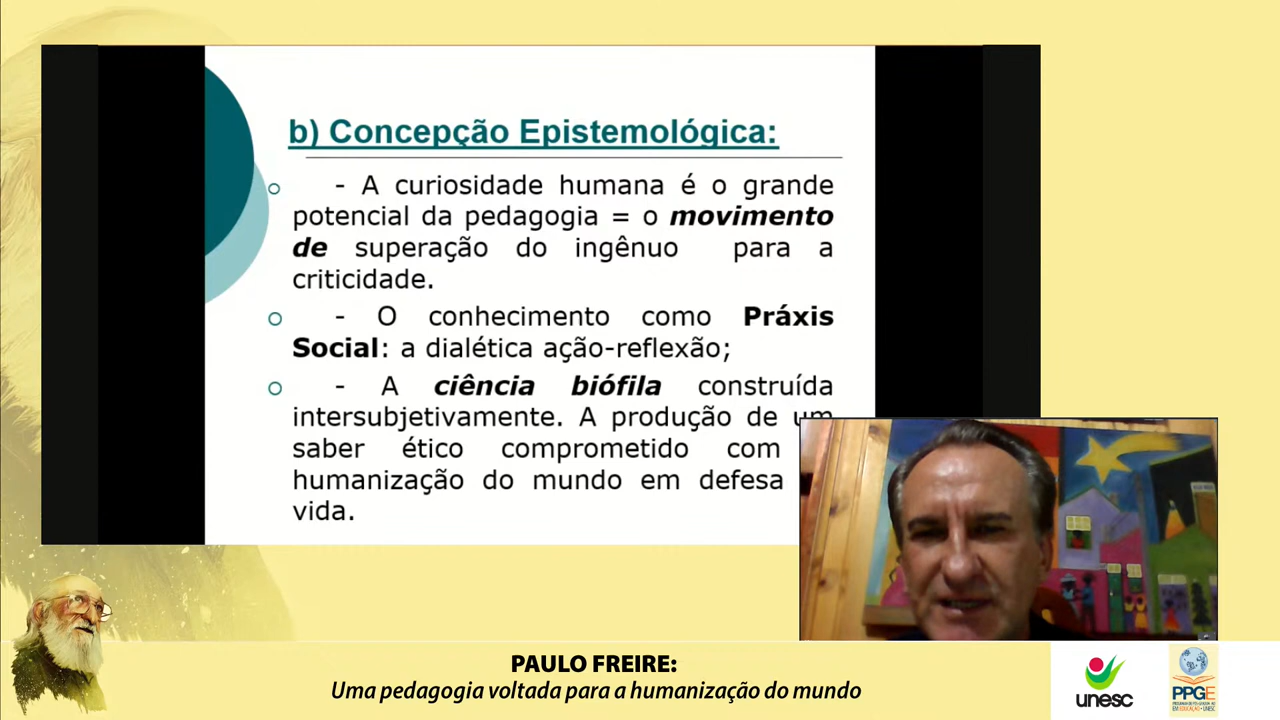 b) Concepção Epistemológica:
- A curiosidade humana é o grande
potencial da pedagogia = o movimento
de superação do ingênuo para a
criticidade.
- O conhecimento como Práxis
Social: a dialética ação-reflexão;
- A ciência biófila construída
intersubjetivamente. A produção de um
saber ético comprometido com
humanização do mundo em defesa
vida.
PAULO FREIRE:
Uma pedagogia voltada para a humanização do mundo
unesc
PPGE